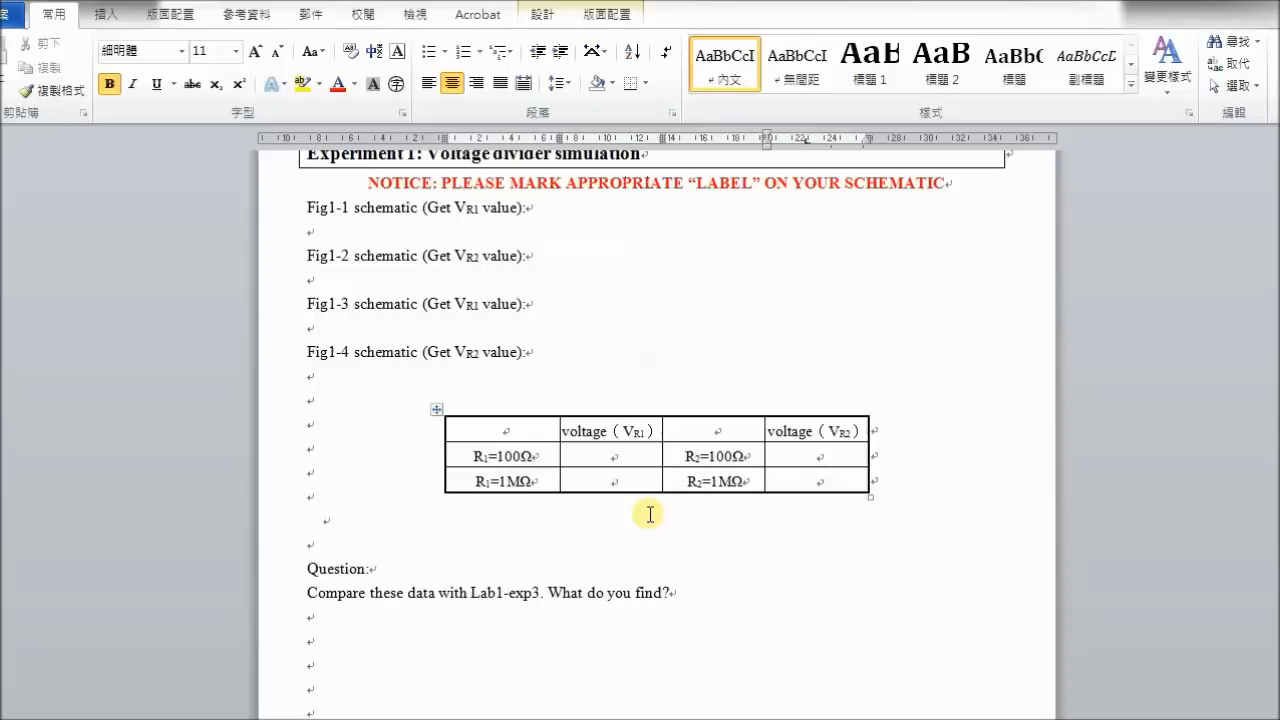 案 常用 插入 版面配置 參考資料 郵件 校閱 檢視 Acrobat 設計 版面配置
剪下
複製
複製格式
剪貼簿
細明體 11
字型
段落
AaBbCcI AaBbCcI AaB AaB AaBb( AaBbCcL
內文 無間距 標題 1 標題 2 標題 副標題
樣式
變更樣式
尋找
取代
選取
編輯
Experiment 1: Voltage divider simulation
NOTICE: PLEASE MARK APPROPRIATE “LABEL” ON YOUR SCHEMATIC
Fig1-1 schematic (Get VR1 value):
Fig1-2 schematic (Get VR2 value):
Fig1-3 schematic (Get VR1 value):
Fig1-4 schematic (Get VR2 value):
voltage（VR1） voltage（VR2）
R1=100Ω R2=100Ω
R1=1MΩ R2=1MΩ
Question:
Compare these data with Lab1-exp3. What do you find?